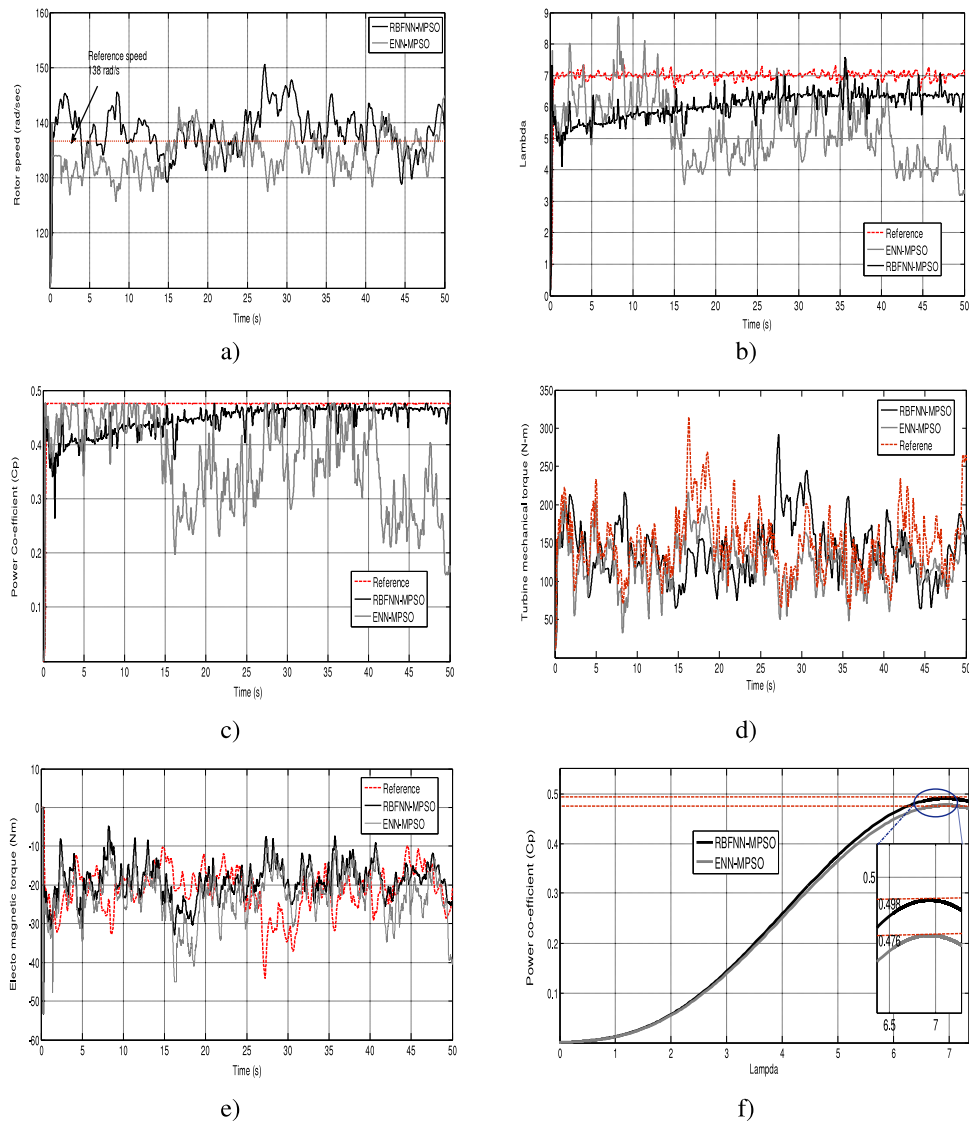 160
150
140
130
120
Rotor speed (rad/sec)
Reference speed
138 rad/s
RBFNN-MPSO
ENN-MPSO
0 5 10 15 20 25 30 35 40 45 50
Time (s)
a)
9
8
7
6
5
4
3
2
1
0
Lambda
Reference
ENN-MPSO
RBFNN-MPSO
0 5 10 15 20 25 30 35 40 45 50
Time (s)
b)
0.5
0.4
0.3
0.2
0.1
Power Co-efficient (Cp)
Reference
RBFNN-MPSO
ENN-MPSO
0 5 10 15 20 25 30 35 40 45 50
Time (s)
c)
350
300
250
200
150
100
50
Turbine mechanical torque (N-m)
RBFNN-MPSO
ENN-MPSO
Referene
0 5 10 15 20 25 30 35 40 45 50
Time (s)
d)
10
0
-10
-20
-30
-40
-50
-60
Electo magnetic torque (Nm)
Reference
RBFNN-MPSO
ENN-MPSO
0 5 10 15 20 25 30 35 40 45 50
Time (s)
e)
0.5
0.4
0.3
0.2
0.1
Power co-efficient (Cp)
RBFNN-MPSO
ENN-MPSO
0.5
0.498
0.476
6.5 7
0 1 2 3 4 5 6 7
Lampda
f)